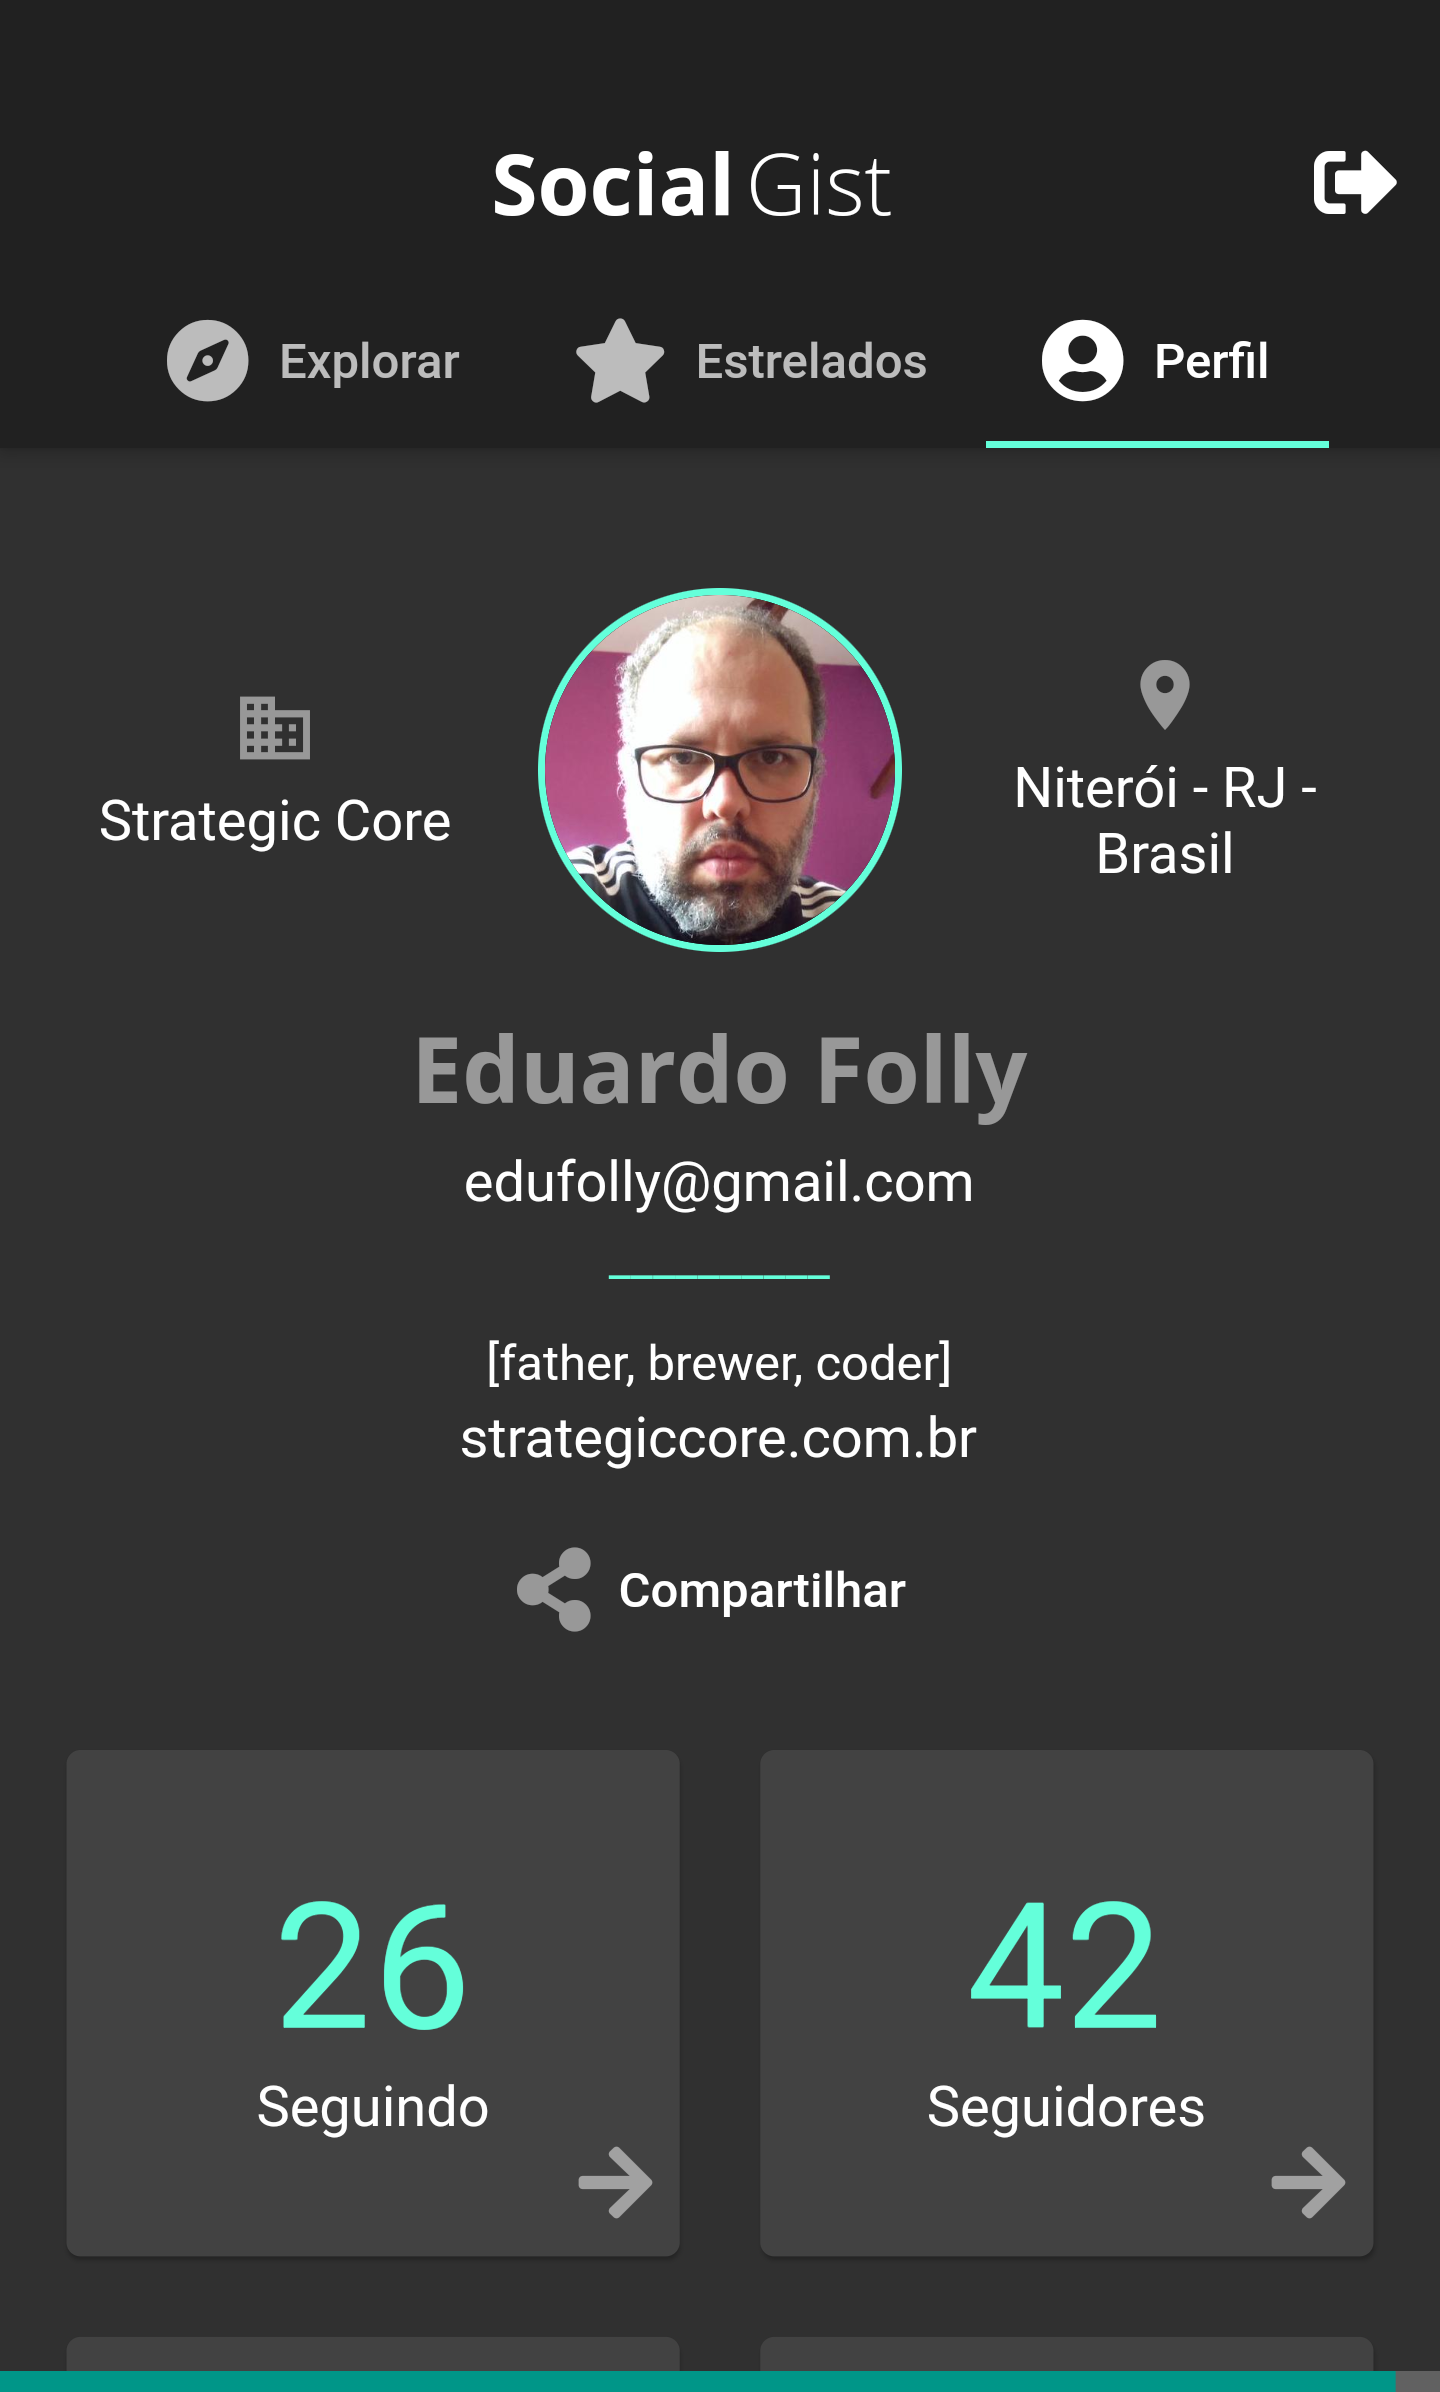 Social Gist
Explorar
Estrelados
Perfil
Strategic Core
Niterói - RJ -
Brasil
Eduardo Folly
edufolly@gmail.com
[father, brewer, coder]
strategiccore.com.br
Compartilhar
26
Seguindo
42
Seguidores